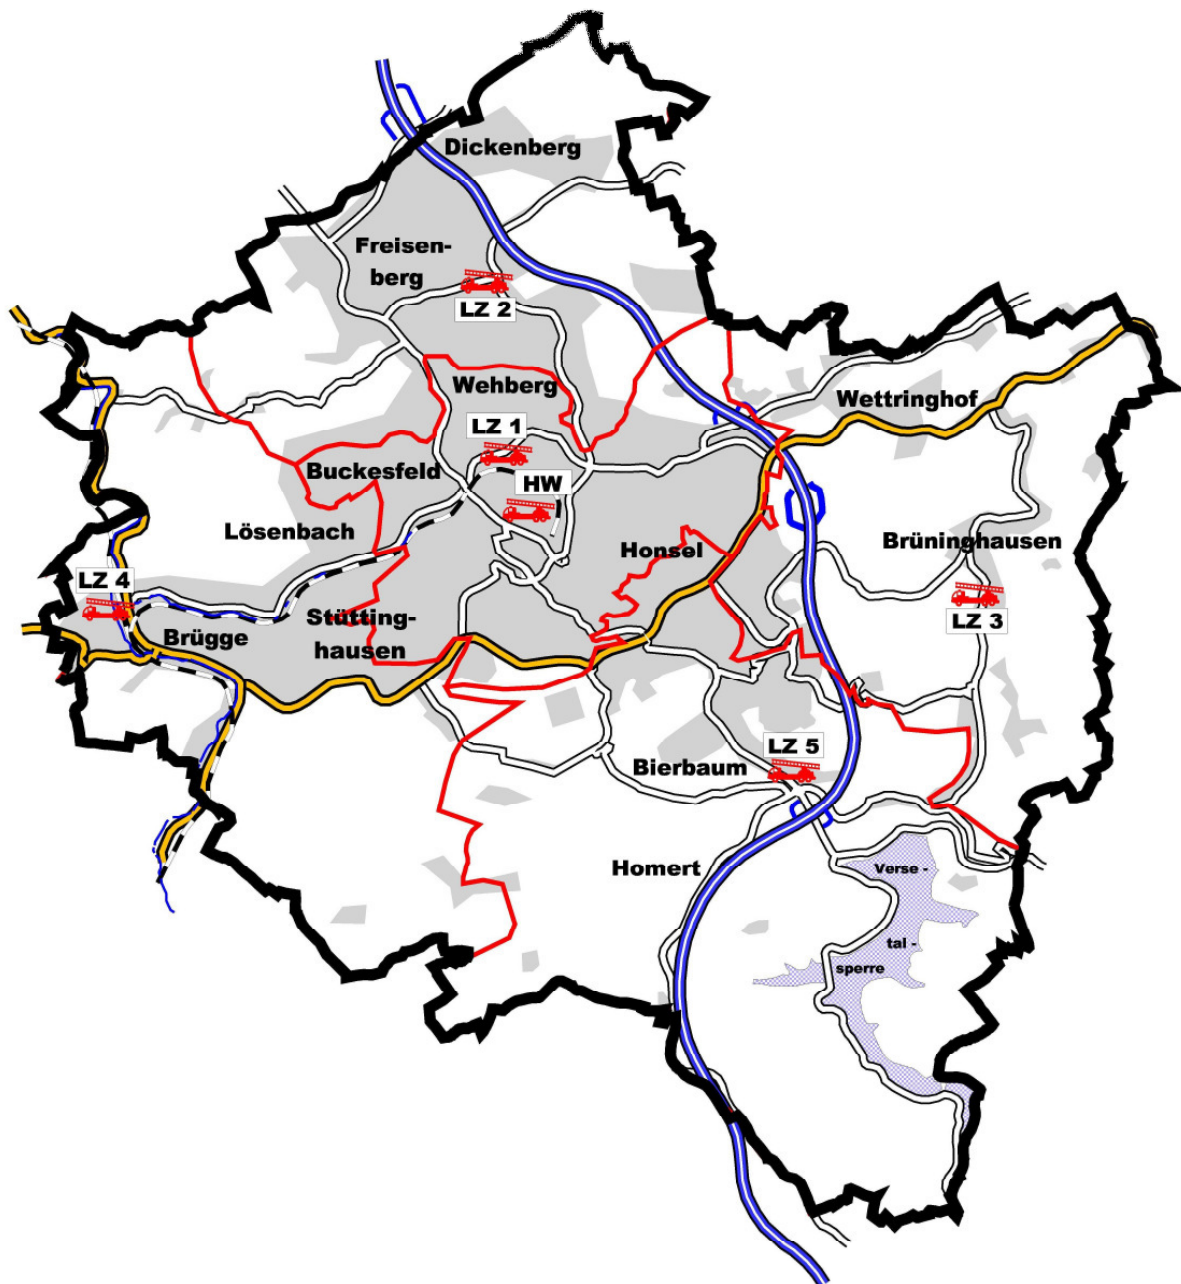 Dickenberg
Freisen-
berg
LZ 2
Wehberg
Wettringhof
LZ 1
Buckesfeld
HW
Lösenbach
Honsel
Brüninghausen
LZ 4
Stütting-
hausen
Brügge
LZ 3
LZ 5
Bierbaum
Homert
Verse -
tal -
sperre